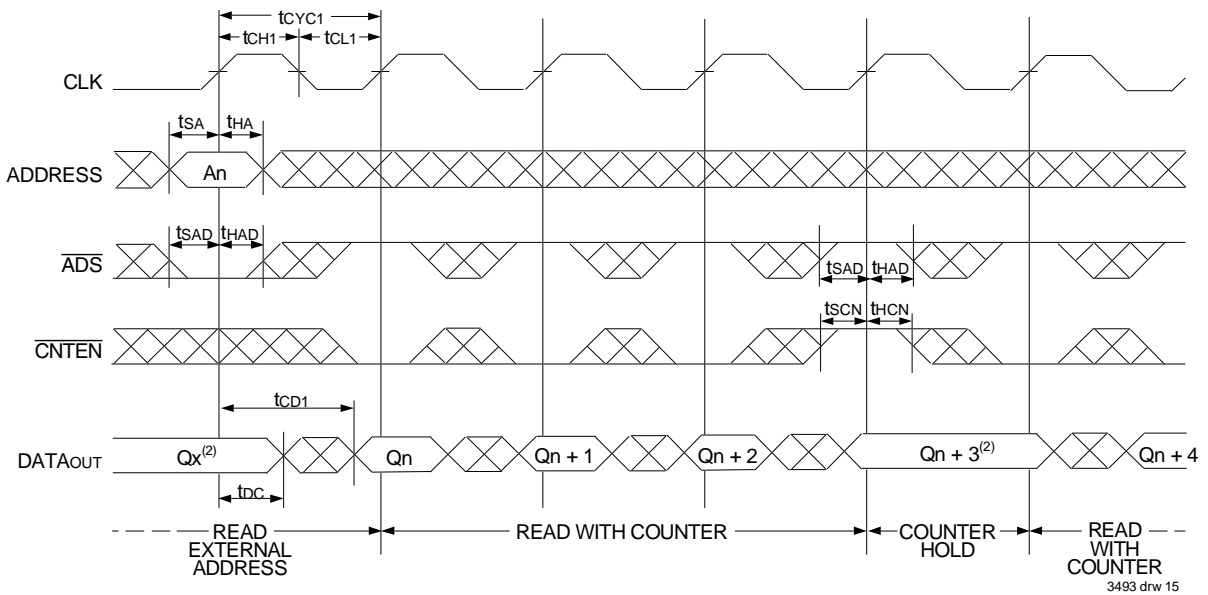 tCYC1
tCH1 tCL1
CLK
tSA tHA
ADDRESS An
tSAD tHAD
ADS
tSAD tHAD
tSCN tHCN
CNTEN
tCD1
DATAOUT Qx(2) Qn Qn + 1 Qn + 2 Qn + 3(2) Qn + 4
tDC
READ EXTERNAL ADDRESS
READ WITH COUNTER
COUNTER HOLD
READ WITH COUNTER
3493 drw 15